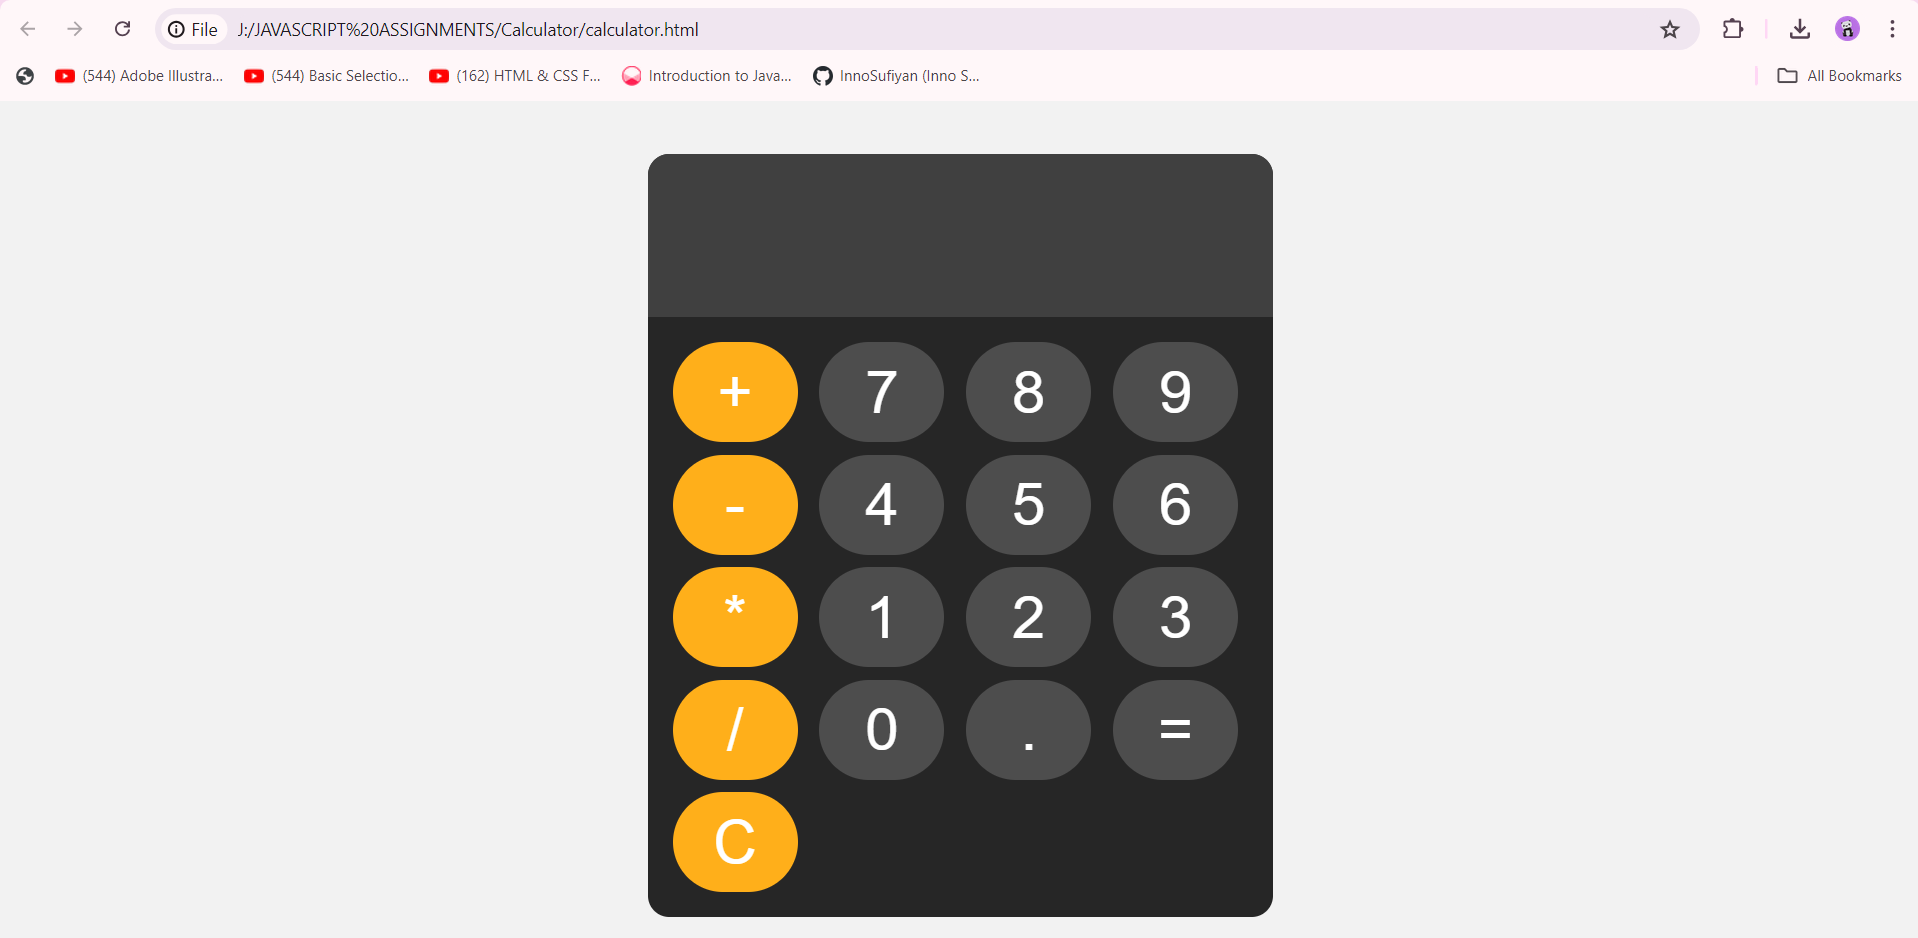 File J:/JAVASCRIPT%20ASSIGNMENTS/Calculator/calculator.html
(544) Adobe Illustra... (544) Basic Selectio... (162) HTML & CSS F... Introduction to Java... InnoSufiyan (Inno S... All Bookmarks
+ 7 8 9
- 4 5 6
* 1 2 3
/ 0 . =
C